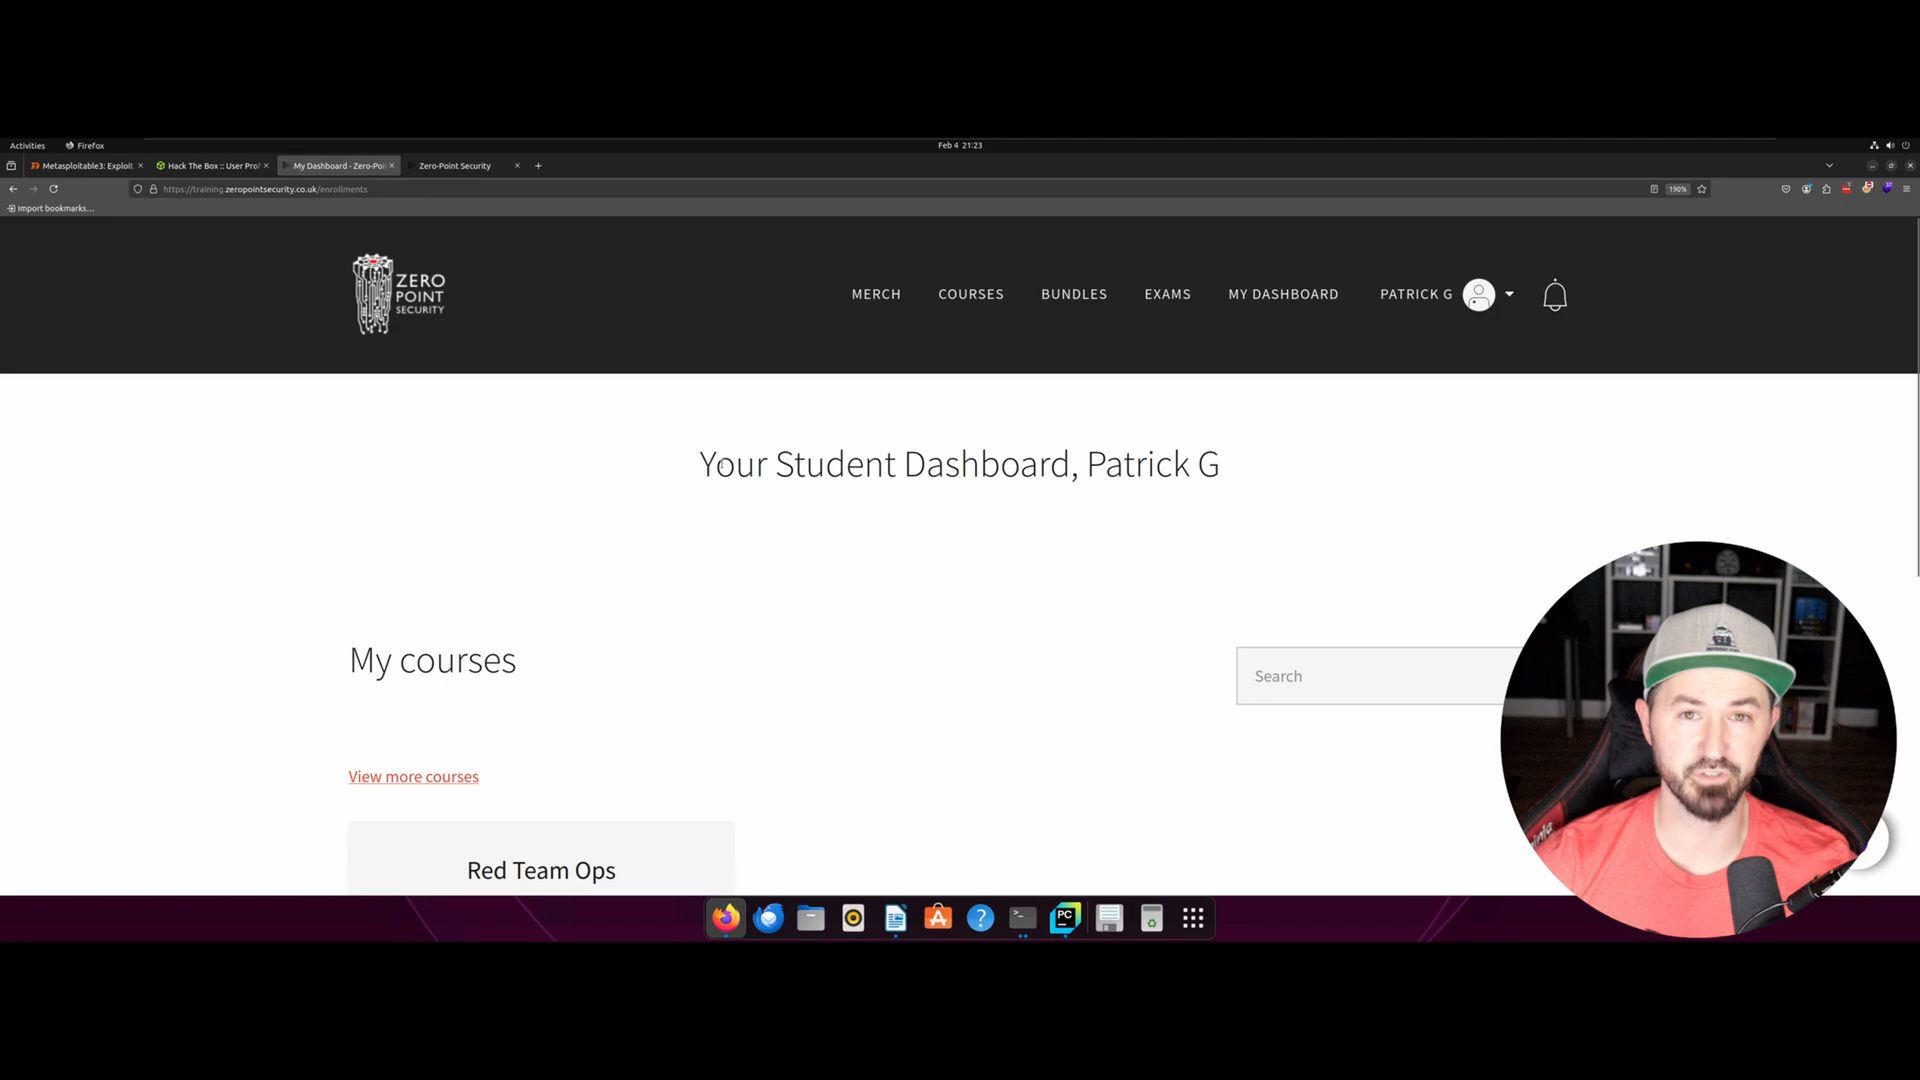 Activities
Firefox
Feb 4 21:23
Metasploitable3: Exploit
Hack The Box :: User Prof
My Dashboard - Zero-Poi
Zero-Point Security
https://training.zeropointsecurity.co.uk/enrollments
190%
Import bookmarks...
ZERO
POINT
SECURITY
MERCH
COURSES
BUNDLES
EXAMS
MY DASHBOARD
PATRICK G
Your Student Dashboard, Patrick G
My courses
Search
View more courses
Red Team Ops
PC